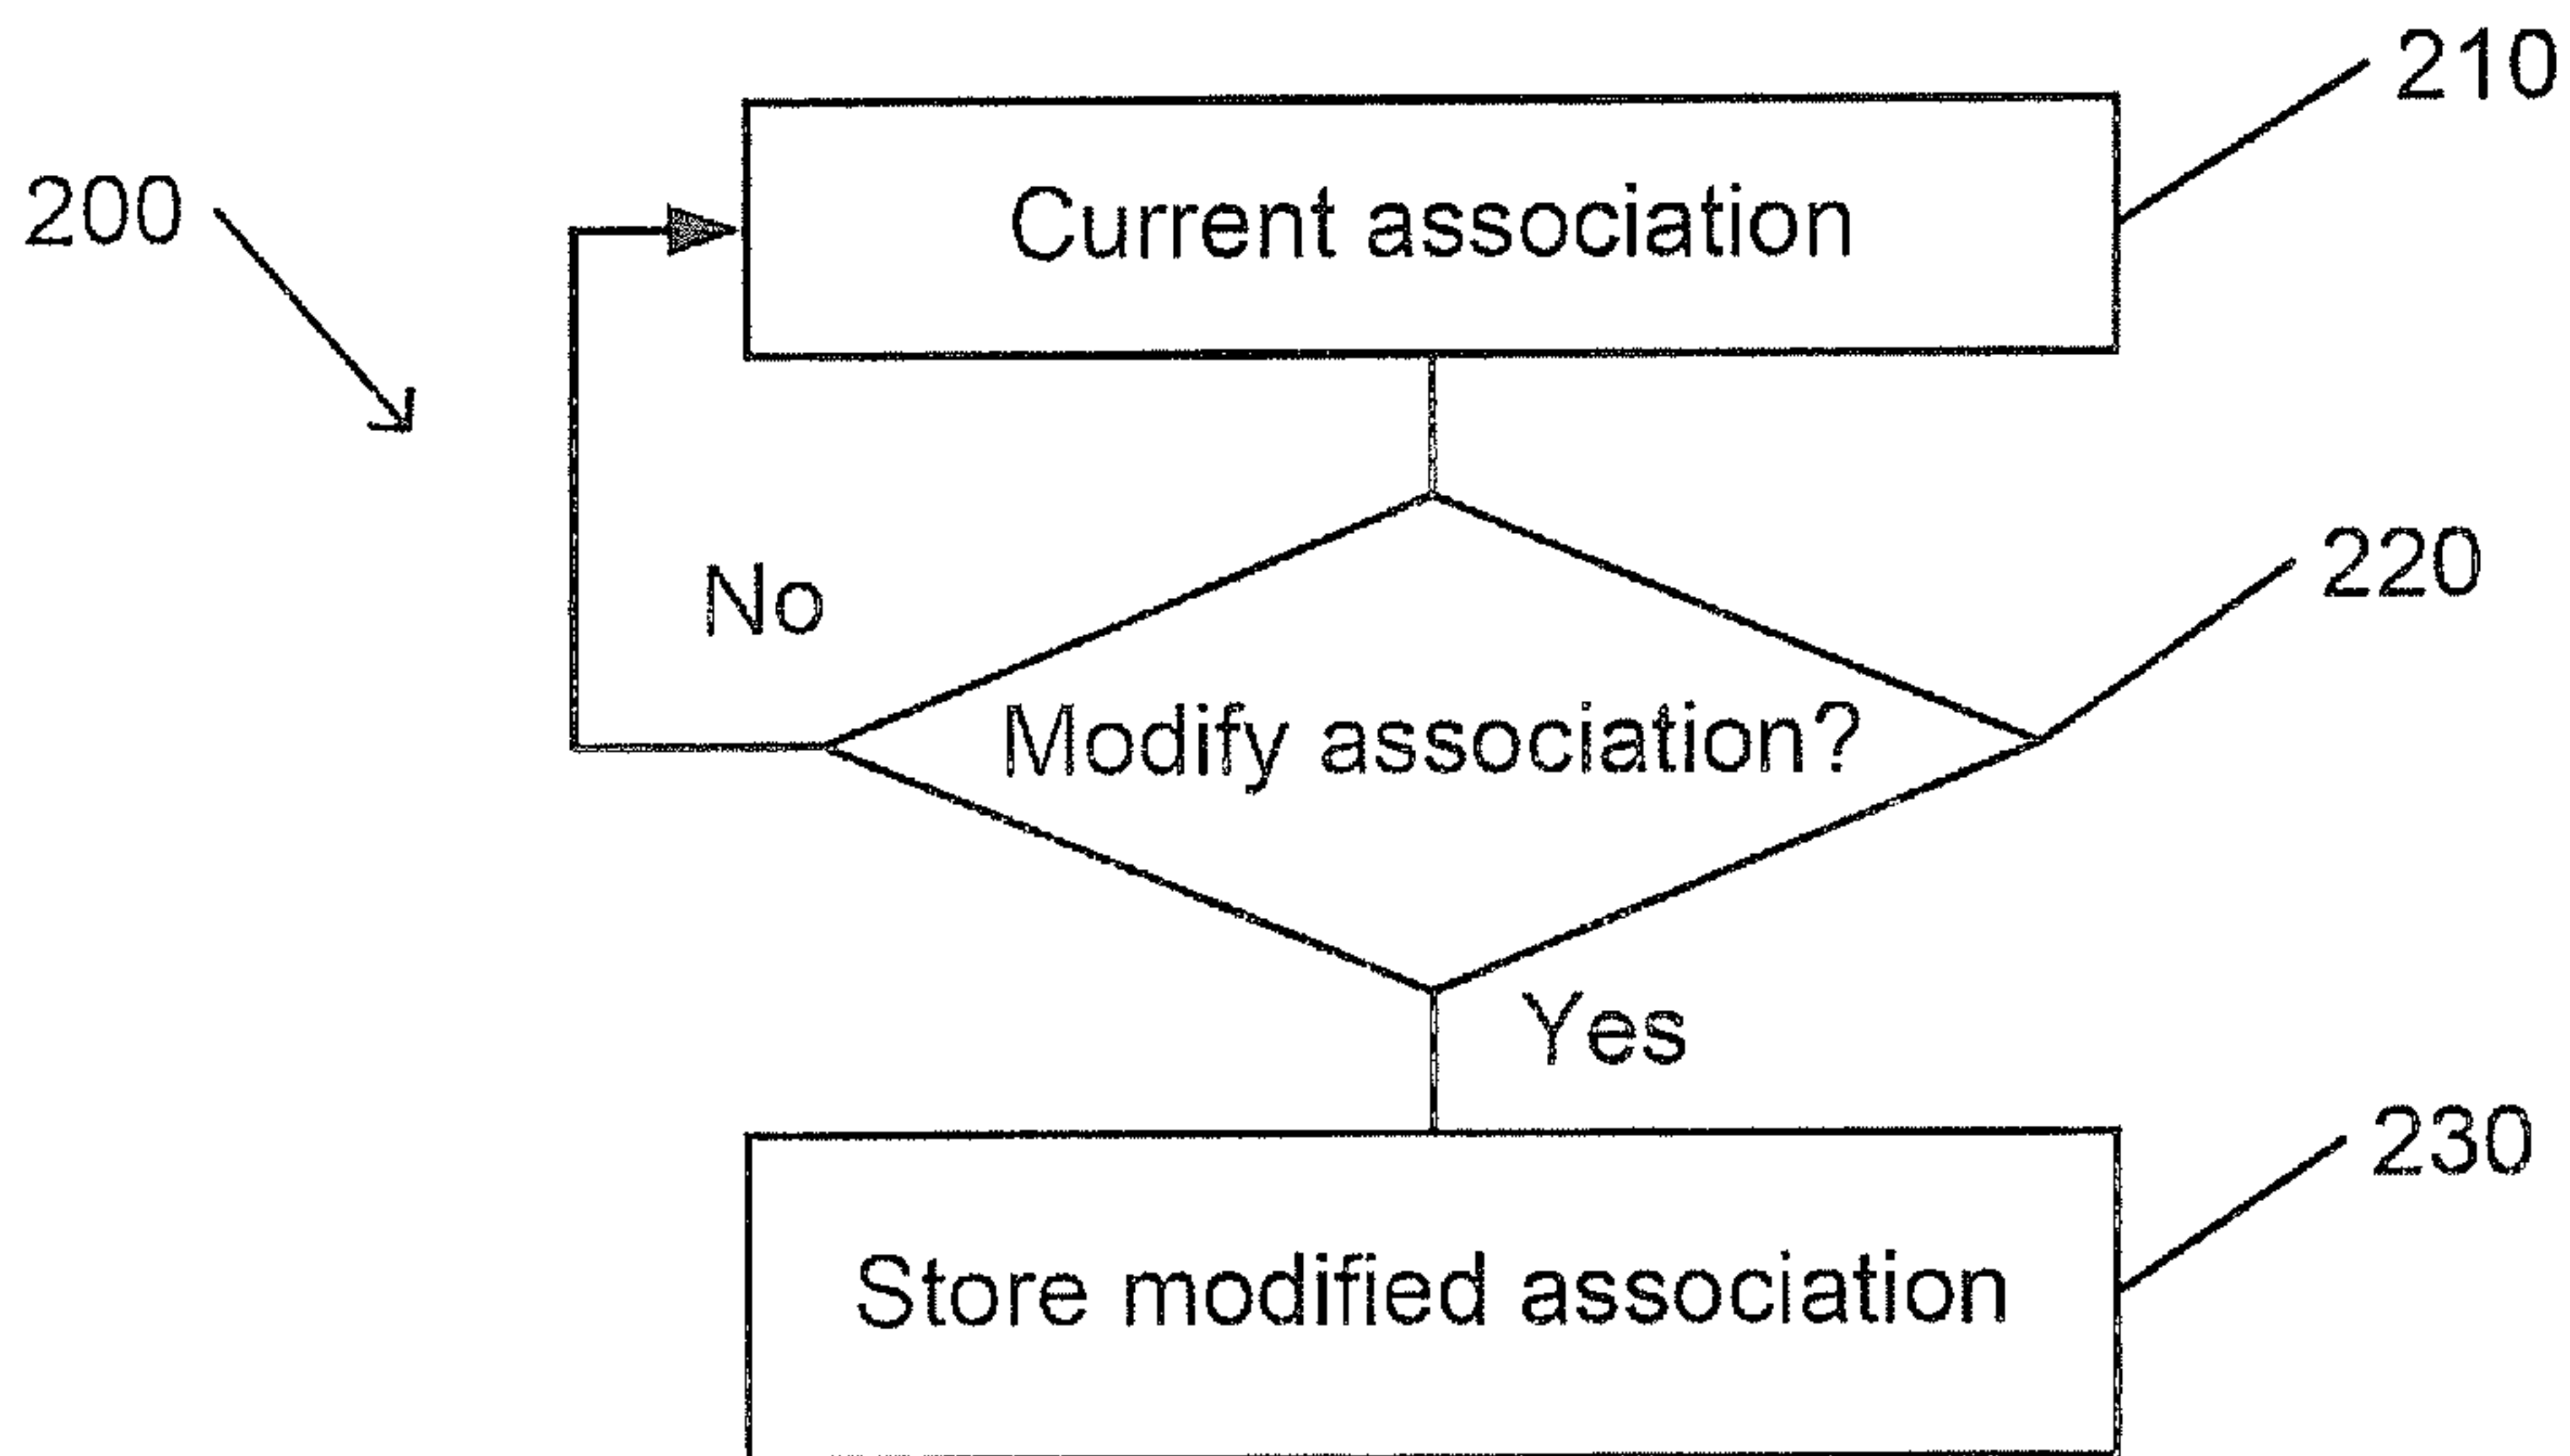 210
200
Current association
220
No
Modify association?
Yes
230
Store modified association